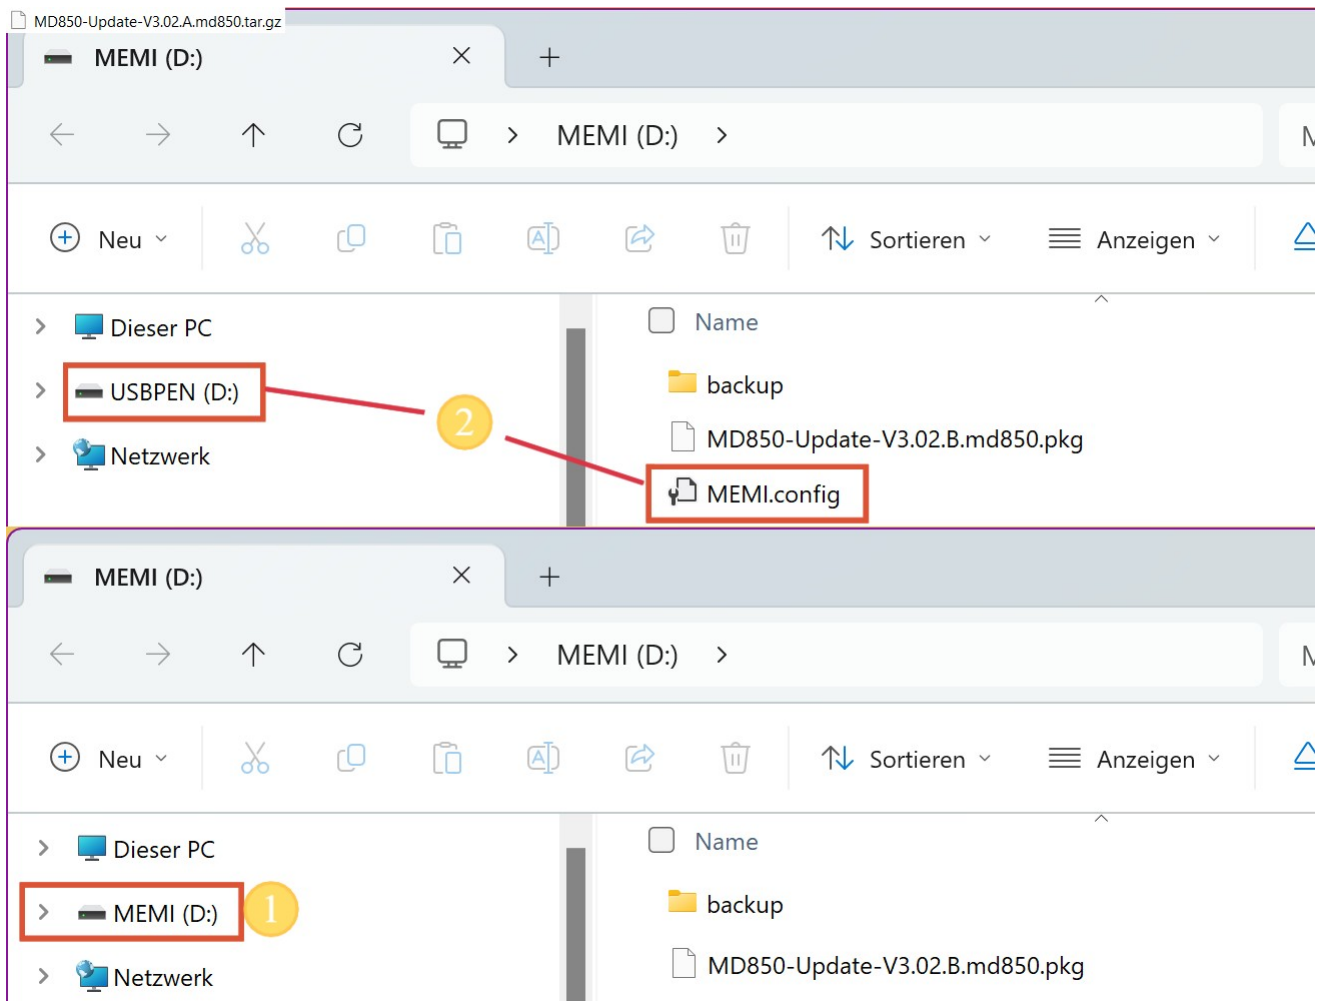 MD850-Update-V3.02.A.md850.tar.gz
MEMI (D:)
MEMI (D:)
Neu
Sortieren
Anzeigen
Dieser PC
Name
USBPEN (D:)
backup
2
MD850-Update-V3.02.B.md850.pkg
Netzwerk
MEMI.config
MEMI (D:)
MEMI (D:)
Neu
Sortieren
Anzeigen
Dieser PC
Name
MEMI (D:)
1
backup
MD850-Update-V3.02.B.md850.pkg
Netzwerk